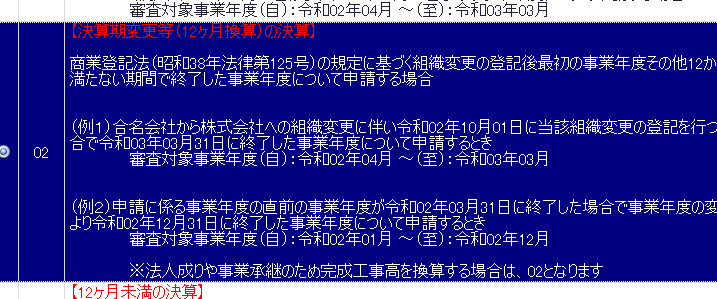 審査対象事業年度(自):令和02年04月 ～(至):令和03年03月
【決算期変更等(12ヶ月換算)の決算】
商業登記法(昭和38年法律第125号)の規定に基づく組織変更の登記後最初の事業年度その他12か
満たない期間で終了した事業年度について申請する場合
(例1)合名会社から株式会社への組織変更に伴い令和02年10月01日に当該組織変更の登記を行つ
合で令和03年03月31日に終了した事業年度について申請するとき
審査対象事業年度(自):令和02年04月 ～(至):令和03年03月
02
(例2)申請に係る事業年度の直前の事業年度が令和02年03月31日に終了した場合で事業年度の変
より令和02年12月31日に終了した事業年度について申請するとき
審査対象事業年度(自):令和02年01月 ～(至):令和02年12月
※法人成りや事業承継のため完成工事高を換算する場合は、02となります
【12ヶ月未満の決算】